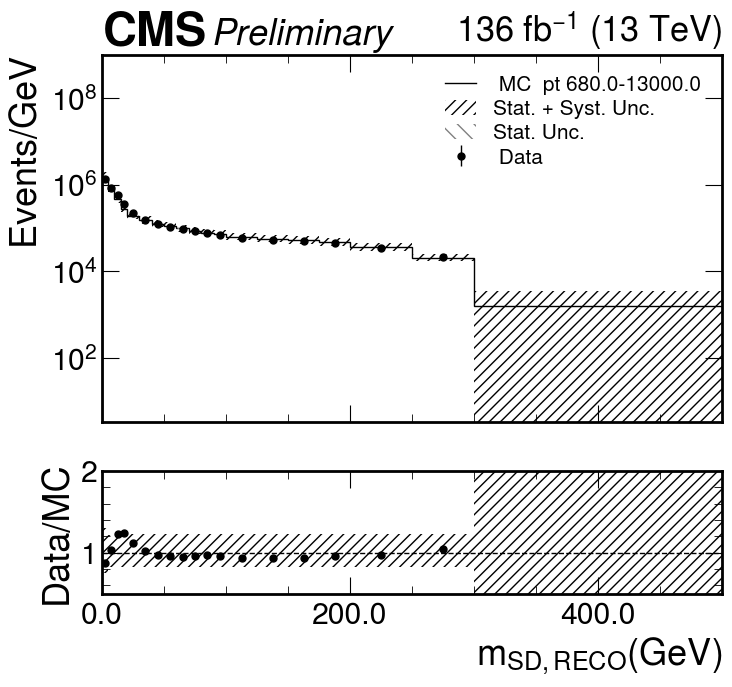 CMS Preliminary 136 fb⁻¹ (13 TeV)
Events/GeV
10⁸
10⁶
10⁴
10²
MC pt 680.0-13000.0
Stat. + Syst. Unc.
Stat. Unc.
Data
Data/MC
2
1
0.0 200.0 400.0
m_SD, RECO(GeV)